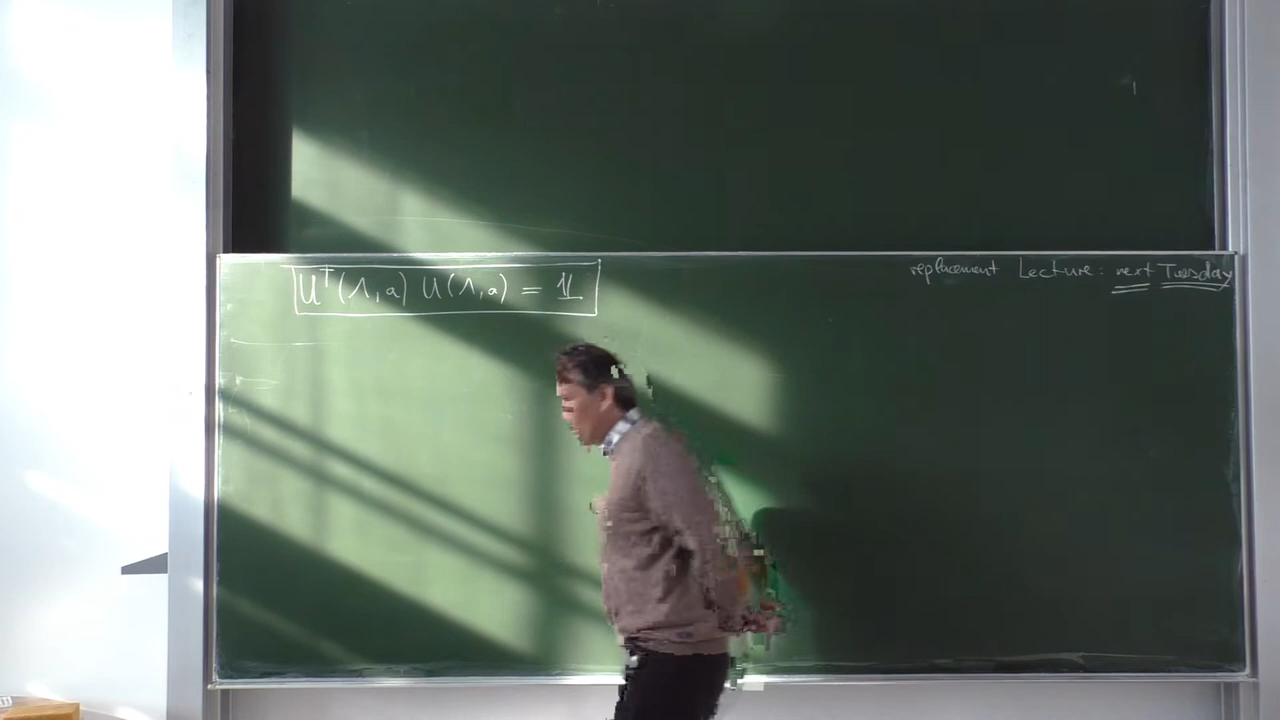 U†(Λ,a) U(Λ,a) = 𝟙
replacement Lecture: next Tuesday